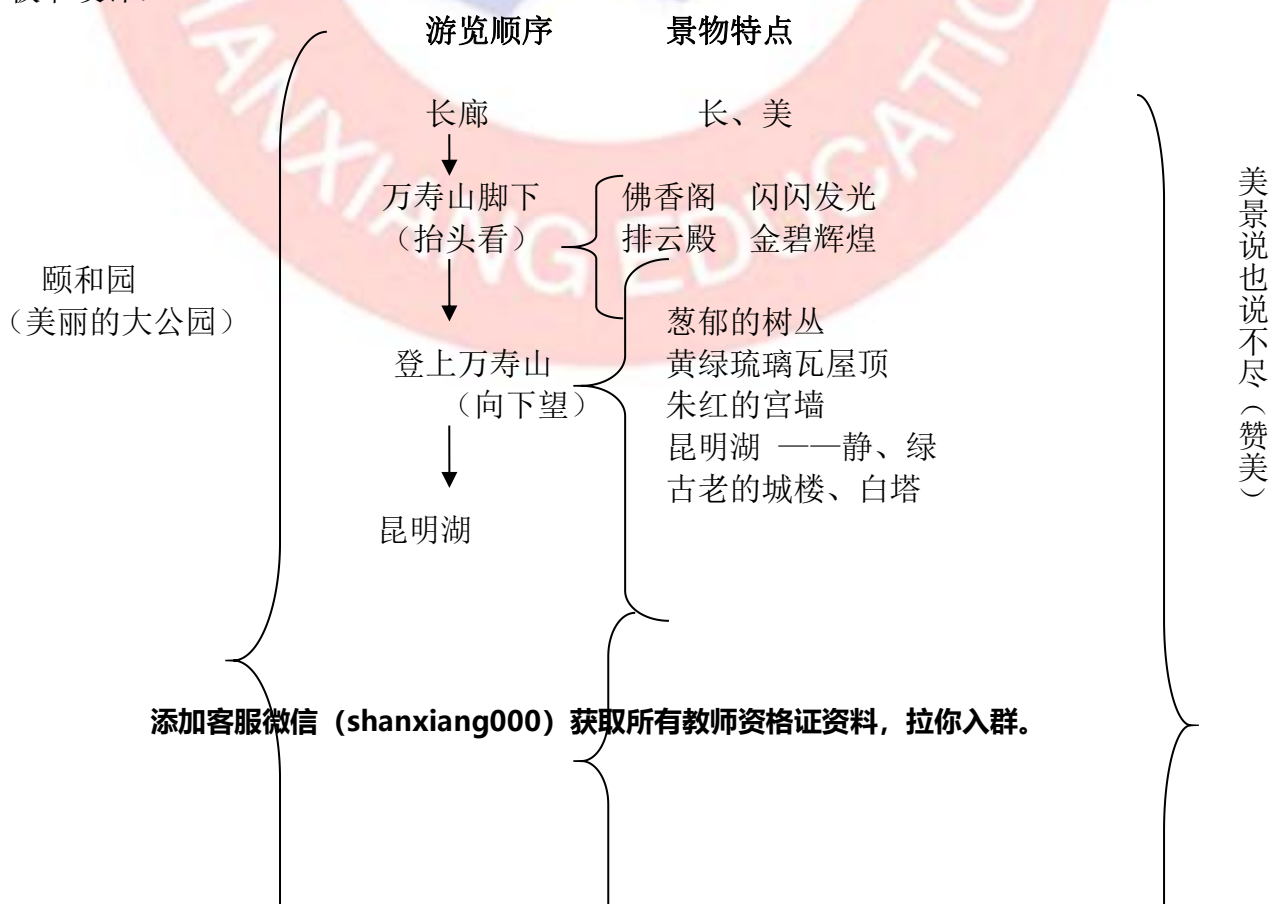 游览顺序 景物特点
长廊 长、美
万寿山脚下 佛香阁 闪闪发光
（抬头看） 排云殿 金碧辉煌
颐和园
（美丽的大公园）
葱郁的树丛
登上万寿山 黄绿琉璃瓦屋顶
（向下望） 朱红的宫墙
昆明湖 ——静、绿
古老的城楼、白塔
昆明湖
美景说也说不尽（赞美）
添加客服微信（shanxiang000）获取所有教师资格证资料，拉你入群。
ANXIANG EDUCATIO